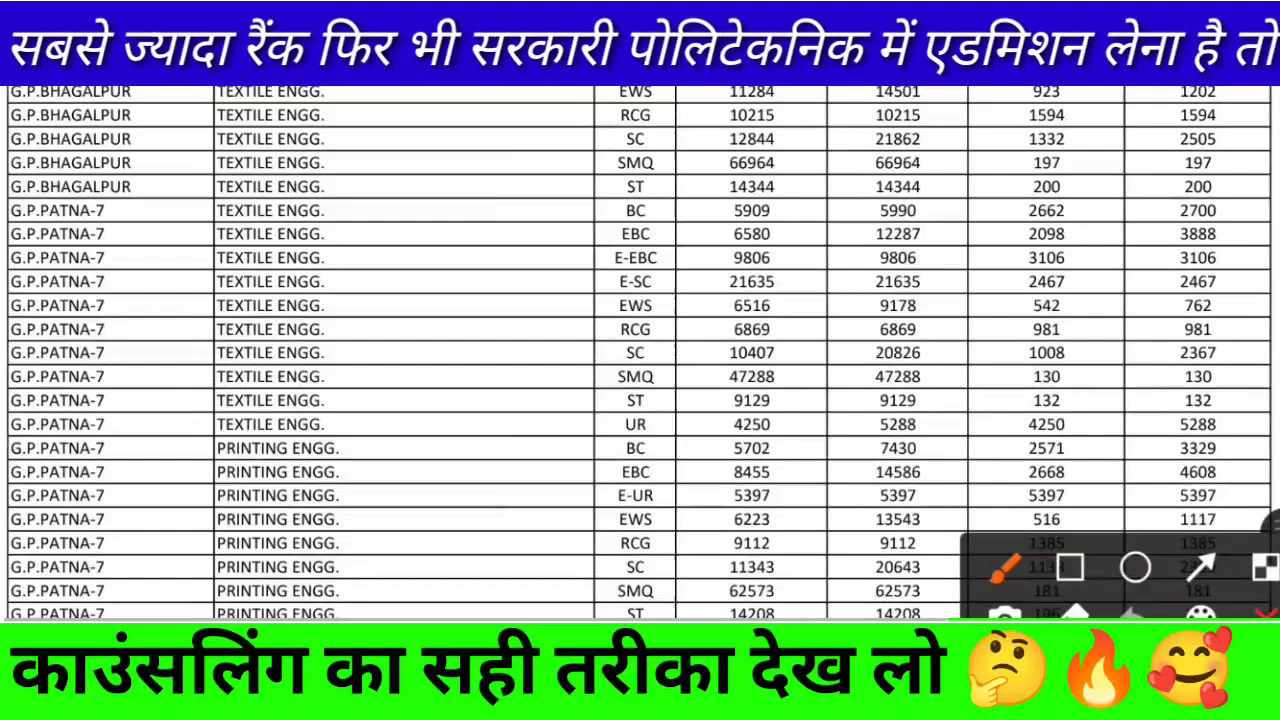 सबसे ज्यादा रैंक फिर भी सरकारी पोलिटेकनिक में एडमिशन लेना है तो
G.P.BHAGALPUR TEXTILE ENGG. EWS 11284 14501 923 1202
G.P.BHAGALPUR TEXTILE ENGG. RCG 10215 10215 1594 1594
G.P.BHAGALPUR TEXTILE ENGG. SC 12844 21862 1332 2505
G.P.BHAGALPUR TEXTILE ENGG. SMQ 66964 66964 197 197
G.P.BHAGALPUR TEXTILE ENGG. ST 14344 14344 200 200
G.P.PATNA-7 TEXTILE ENGG. BC 5909 5990 2662 2700
G.P.PATNA-7 TEXTILE ENGG. EBC 6580 12287 2098 3888
G.P.PATNA-7 TEXTILE ENGG. E-EBC 9806 9806 3106 3106
G.P.PATNA-7 TEXTILE ENGG. E-SC 21635 21635 2467 2467
G.P.PATNA-7 TEXTILE ENGG. EWS 6516 9178 542 762
G.P.PATNA-7 TEXTILE ENGG. RCG 6869 6869 981 981
G.P.PATNA-7 TEXTILE ENGG. SC 10407 20826 1008 2367
G.P.PATNA-7 TEXTILE ENGG. SMQ 47288 47288 130 130
G.P.PATNA-7 TEXTILE ENGG. ST 9129 9129 132 132
G.P.PATNA-7 TEXTILE ENGG. UR 4250 5288 4250 5288
G.P.PATNA-7 PRINTING ENGG. BC 5702 7430 2571 3329
G.P.PATNA-7 PRINTING ENGG. EBC 8455 14586 2668 4608
G.P.PATNA-7 PRINTING ENGG. E-UR 5397 5397 5397 5397
G.P.PATNA-7 PRINTING ENGG. EWS 6223 13543 516 1117
G.P.PATNA-7 PRINTING ENGG. RCG 9112 9112 1385 1385
G.P.PATNA-7 PRINTING ENGG. SC 11343 20643
G.P.PATNA-7 PRINTING ENGG. SMQ 62573 62573 181 181
G.P.PATNA-7 PRINTING ENGG. ST 14208 14208
काउंसलिंग का सही तरीका देख लो 🤔🔥🥰